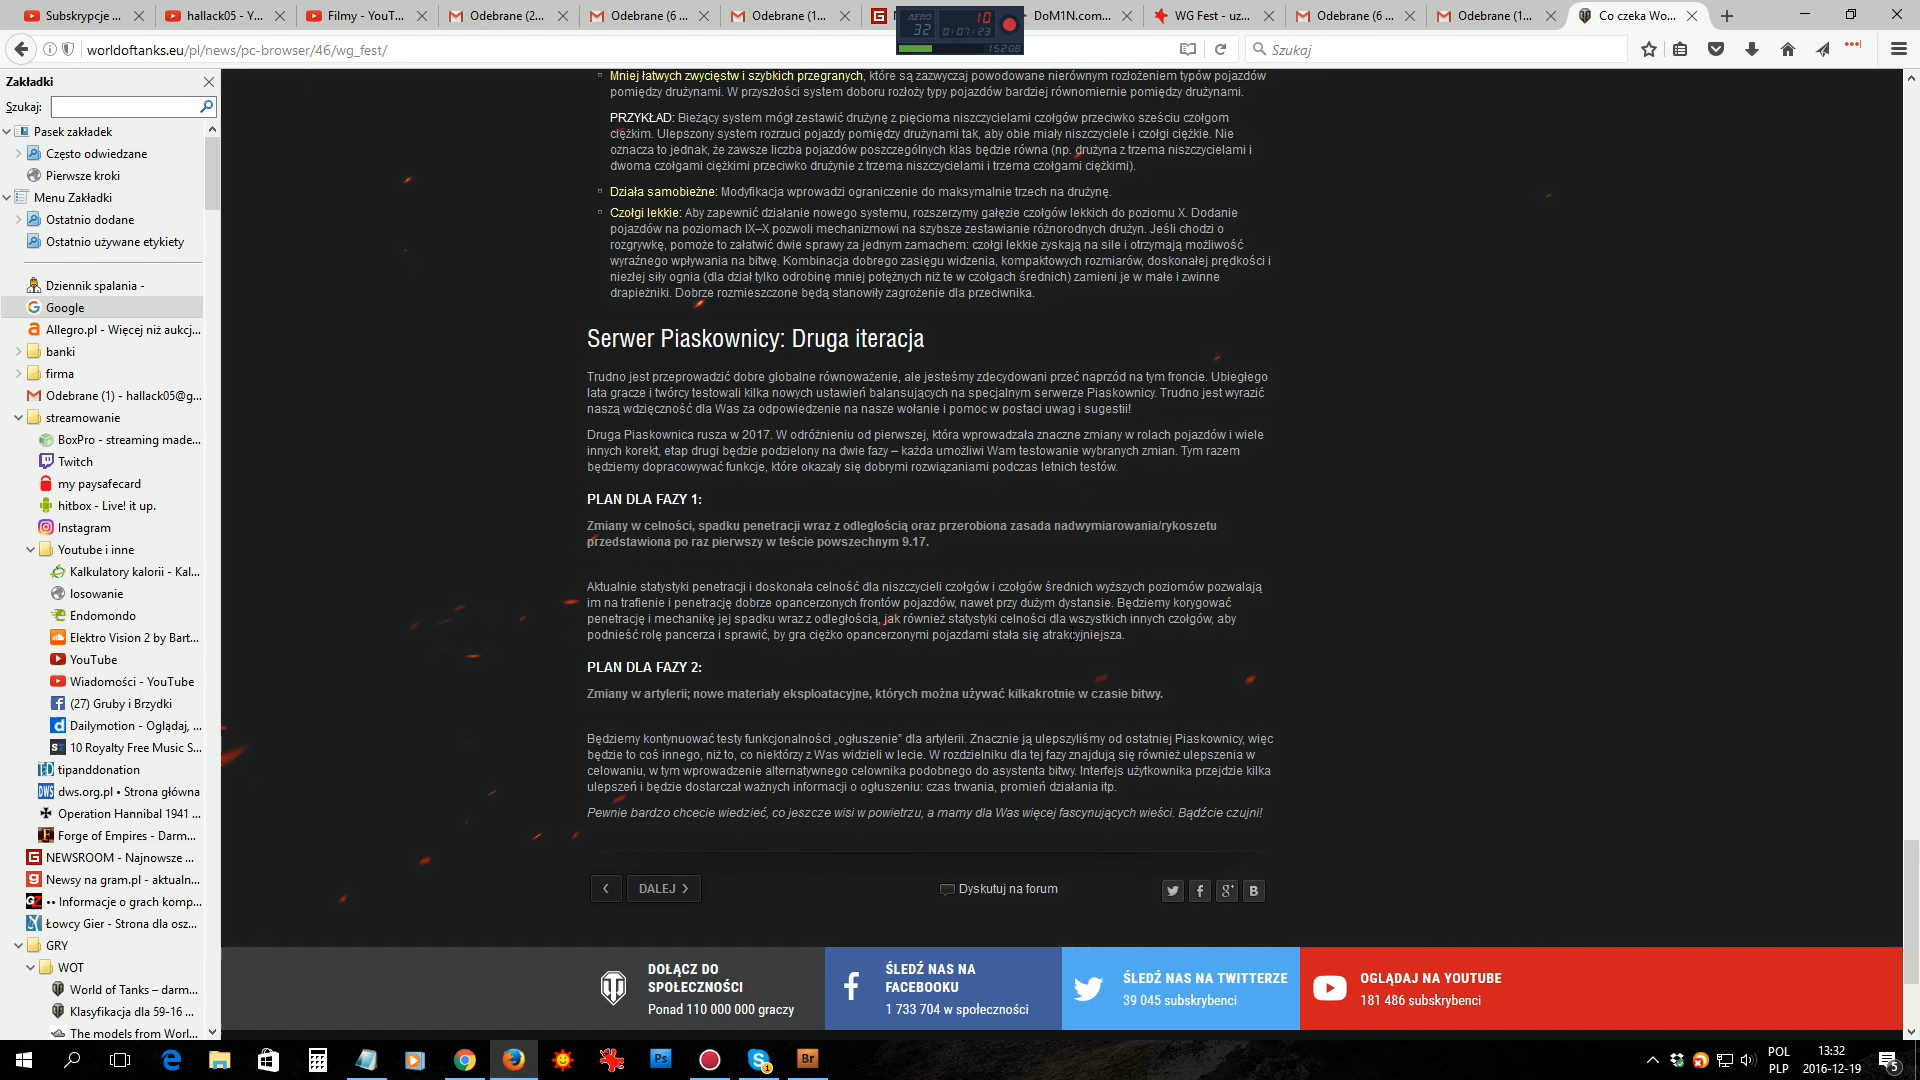 Subskrypcje ...
hallack05 - Y...
Filmy - YouT...
Odebrane (2...
Odebrane (6 ...
Odebrane (1...
DoM1N.com...
WG Fest - uz...
Odebrane (6 ...
Odebrane (1...
Co czeka Wo...
AERO
32
10
0:07:23
152GB
worldoftanks.eu/pl/news/pc-browser/46/wg_fest/
Szukaj
Zakładki
Szukaj:
Pasek zakładek
Często odwiedzane
Pierwsze kroki
Menu Zakładki
Ostatnio dodane
Ostatnio używane etykiety
Dziennik spalania -
Google
Allegro.pl - Więcej niż aukcj...
banki
firma
Odebrane (1) - hallack05@g...
streamowanie
BoxPro - streaming made...
Twitch
my paysafecard
hitbox - Live! it up.
Instagram
Youtube i inne
Kalkulatory kalorii - Kal...
losowanie
Endomondo
Elektro Vision 2 by Bart...
YouTube
Wiadomości - YouTube
(27) Gruby i Brzydki
Dailymotion - Oglądaj, ...
10 Royalty Free Music S...
tipanddonation
dws.org.pl • Strona główna
Operation Hannibal 1941 ...
Forge of Empires - Darm...
NEWSROOM - Najnowsze ...
Newsy na gram.pl - aktualn...
•• Informacje o grach komp...
Łowcy Gier - Strona dla osz...
GRY
WOT
World of Tanks – darm...
Klasyfikacja dla 59-16 ...
The models from Worl...
Mniej łatwych zwycięstw i szybkich przegranych, które są zazwyczaj powodowane nierównym rozłożeniem typów pojazdów
pomiędzy drużynami. W przyszłości system doboru rozłoży typy pojazdów bardziej równomiernie pomiędzy drużynami.
PRZYKŁAD: Bieżący system mógł zestawić drużynę z pięcioma niszczycielami czołgów przeciwko sześciu czołgom
ciężkim. Ulepszony system rozrzuci pojazdy pomiędzy drużynami tak, aby obie miały niszczyciele i czołgi ciężkie. Nie
oznacza to jednak, że zawsze liczba pojazdów poszczególnych klas będzie równa (np. drużyna z trzema niszczycielami i
dwoma czołgami ciężkimi przeciwko drużynie z trzema niszczycielami i trzema czołgami ciężkimi).
Działa samobieżne: Modyfikacja wprowadzi ograniczenie do maksymalnie trzech na drużynę.
Czołgi lekkie: Aby zapewnić działanie nowego systemu, rozszerzymy gałęzie czołgów lekkich do poziomu X. Dodanie
pojazdów na poziomach IX–X pozwoli mechanizmowi na szybsze zestawianie różnorodnych drużyn. Jeśli chodzi o
rozgrywkę, pomoże to załatwić dwie sprawy za jednym zamachem: czołgi lekkie zyskają na sile i otrzymają możliwość
wyraźnego wpływania na bitwę. Kombinacja dobrego zasięgu widzenia, kompaktowych rozmiarów, doskonałej prędkości i
niezłej siły ognia (dla dział tylko odrobinę mniej potężnych niż te w czołgach średnich) zamieni je w małe i zwinne
drapieżniki. Dobrze rozmieszczone będą stanowiły zagrożenie dla przeciwnika.
Serwer Piaskownicy: Druga iteracja
Trudno jest przeprowadzić dobre globalne równoważenie, ale jesteśmy zdecydowani przeć naprzód na tym froncie. Ubiegłego
lata gracze i twórcy testowali kilka nowych ustawień balansujących na specjalnym serwerze Piaskownicy. Trudno jest wyrazić
naszą wdzięczność dla Was za odpowiedzenie na nasze wołanie i pomoc w postaci uwag i sugestii!
Druga Piaskownica rusza w 2017. W odróżnieniu od pierwszej, która wprowadzała znaczne zmiany w rolach pojazdów i wiele
innych korekt, etap drugi będzie podzielony na dwie fazy – każda umożliwi Wam testowanie wybranych zmian. Tym razem
będziemy dopracowywać funkcje, które okazały się dobrymi rozwiązaniami podczas letnich testów.
PLAN DLA FAZY 1:
Zmiany w celności, spadku penetracji wraz z odległością oraz przerobiona zasada nadwymiarowania/rykoszetu
przedstawiona po raz pierwszy w teście powszechnym 9.17.
Aktualnie statystyki penetracji i doskonała celność dla niszczycieli czołgów i czołgów średnich wyższych poziomów pozwalają
im na trafienie i penetrację dobrze opancerzonych frontów pojazdów, nawet przy dużym dystansie. Będziemy korygować
penetrację i mechanikę jej spadku wraz z odległością, jak również statystyki celności dla wszystkich innych czołgów, aby
podnieść rolę pancerza i sprawić, by gra ciężko opancerzonymi pojazdami stała się atrakcyjniejsza.
PLAN DLA FAZY 2:
Zmiany w artylerii; nowe materiały eksploatacyjne, których można używać kilkakrotnie w czasie bitwy.
Będziemy kontynuować testy funkcjonalności „ogłuszenie” dla artylerii. Znacznie ją ulepszyliśmy od ostatniej Piaskownicy, więc
będzie to coś innego, niż to, co niektórzy z Was widzieli w lecie. W rozdzielniku dla tej fazy znajdują się również ulepszenia w
celowaniu, w tym wprowadzenie alternatywnego celownika podobnego do asystenta bitwy. Interfejs użytkownika przejdzie kilka
ulepszeń i będzie dostarczał ważnych informacji o ogłuszeniu: czas trwania, promień działania itp.
Pewnie bardzo chcecie wiedzieć, co jeszcze wisi w powietrzu, a mamy dla Was więcej fascynujących wieści. Bądźcie czujni!
DALEJ
Dyskutuj na forum
DOŁĄCZ DO
SPOŁECZNOŚCI
Ponad 110 000 000 graczy
ŚLEDŹ NAS NA
FACEBOOKU
1 733 704 w społeczności
ŚLEDŹ NAS NA TWITTERZE
39 045 subskrybenci
OGLĄDAJ NA YOUTUBE
181 486 subskrybenci
POL
PLP
13:32
2016-12-19
5